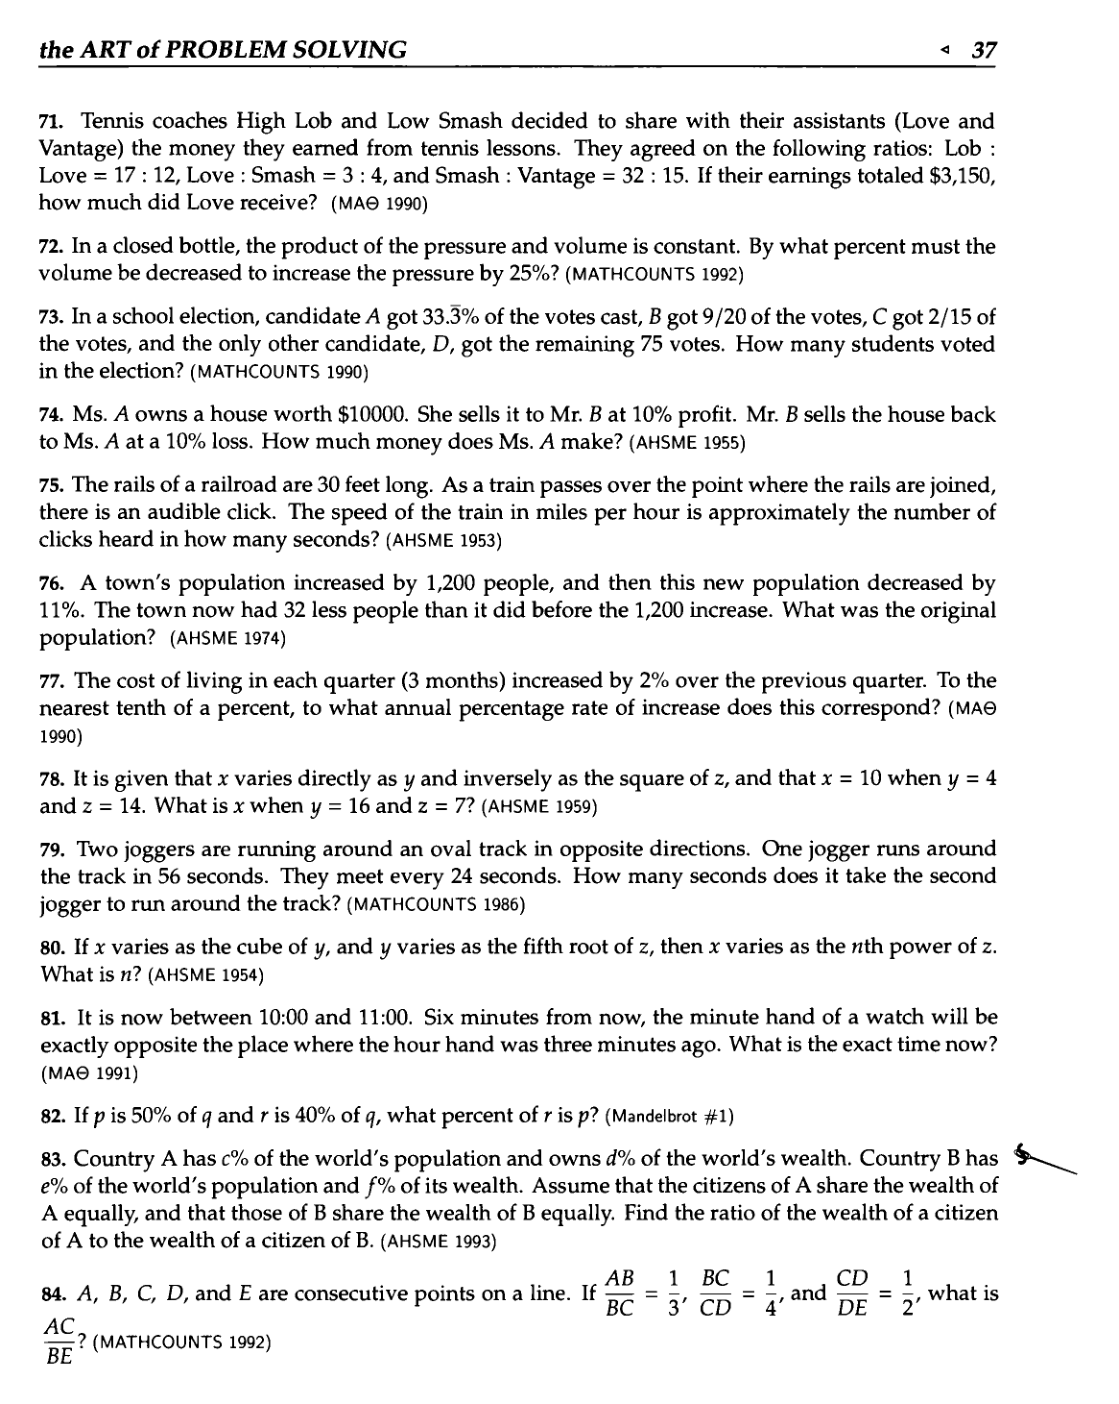 the ART of PROBLEM SOLVING ◃ 37
71. Tennis coaches High Lob and Low Smash decided to share with their assistants (Love and
Vantage) the money they earned from tennis lessons. They agreed on the following ratios: Lob :
Love = 17 : 12, Love : Smash = 3 : 4, and Smash : Vantage = 32 : 15. If their earnings totaled $3,150,
how much did Love receive? (MAΘ 1990)
72. In a closed bottle, the product of the pressure and volume is constant. By what percent must the
volume be decreased to increase the pressure by 25%? (MATHCOUNTS 1992)
73. In a school election, candidate A got 33.3̅% of the votes cast, B got 9/20 of the votes, C got 2/15 of
the votes, and the only other candidate, D, got the remaining 75 votes. How many students voted
in the election? (MATHCOUNTS 1990)
74. Ms. A owns a house worth $10000. She sells it to Mr. B at 10% profit. Mr. B sells the house back
to Ms. A at a 10% loss. How much money does Ms. A make? (AHSME 1955)
75. The rails of a railroad are 30 feet long. As a train passes over the point where the rails are joined,
there is an audible click. The speed of the train in miles per hour is approximately the number of
clicks heard in how many seconds? (AHSME 1953)
76. A town's population increased by 1,200 people, and then this new population decreased by
11%. The town now had 32 less people than it did before the 1,200 increase. What was the original
population? (AHSME 1974)
77. The cost of living in each quarter (3 months) increased by 2% over the previous quarter. To the
nearest tenth of a percent, to what annual percentage rate of increase does this correspond? (MAΘ
1990)
78. It is given that x varies directly as y and inversely as the square of z, and that x = 10 when y = 4
and z = 14. What is x when y = 16 and z = 7? (AHSME 1959)
79. Two joggers are running around an oval track in opposite directions. One jogger runs around
the track in 56 seconds. They meet every 24 seconds. How many seconds does it take the second
jogger to run around the track? (MATHCOUNTS 1986)
80. If x varies as the cube of y, and y varies as the fifth root of z, then x varies as the nth power of z.
What is n? (AHSME 1954)
81. It is now between 10:00 and 11:00. Six minutes from now, the minute hand of a watch will be
exactly opposite the place where the hour hand was three minutes ago. What is the exact time now?
(MAΘ 1991)
82. If p is 50% of q and r is 40% of q, what percent of r is p? (Mandelbrot #1)
83. Country A has c% of the world's population and owns d% of the world's wealth. Country B has
e% of the world's population and f% of its wealth. Assume that the citizens of A share the wealth of
A equally, and that those of B share the wealth of B equally. Find the ratio of the wealth of a citizen
of A to the wealth of a citizen of B. (AHSME 1993)
84. A, B, C, D, and E are consecutive points on a line. If AB/BC = 1/3, BC/CD = 1/4, and CD/DE = 1/2, what is
AC/BE? (MATHCOUNTS 1992)